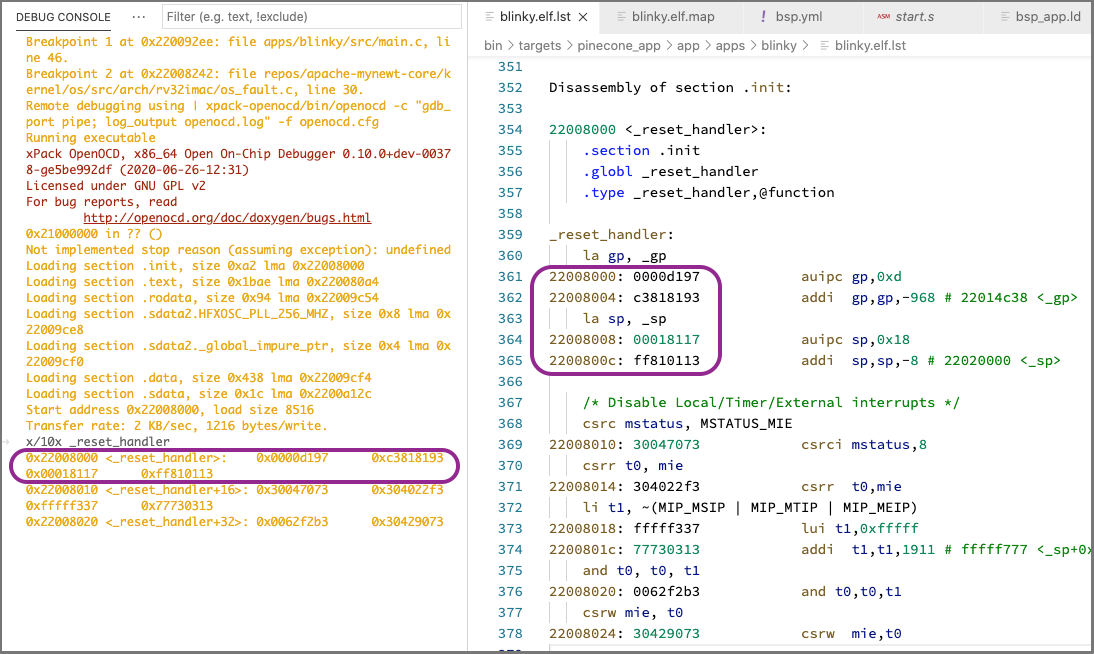 DEBUG CONSOLE ··· Filter (e.g. text, !exclude)
Breakpoint 1 at 0x220092ee: file apps/blinky/src/main.c, li
ne 46.
Breakpoint 2 at 0x22008242: file repos/apache-mynewt-core/k
ernel/os/src/arch/rv32imac/os_fault.c, line 30.
Remote debugging using | xpack-openocd/bin/openocd -c "gdb_
port pipe; log_output openocd.log" -f openocd.cfg
Running executable
xPack OpenOCD, x86_64 Open On-Chip Debugger 0.10.0+dev-0037
8-ge5be992df (2020-06-26-12:31)
Licensed under GNU GPL v2
For bug reports, read
http://openocd.org/doc/doxygen/bugs.html
0x21000000 in ?? ()
Not implemented stop reason (assuming exception): undefined
Loading section .init, size 0xa2 lma 0x22008000
Loading section .text, size 0x1bae lma 0x220080a4
Loading section .rodata, size 0x94 lma 0x22009c54
Loading section .sdata2.HFXOSC_PLL_256_MHZ, size 0x8 lma 0x
22009ce8
Loading section .sdata2._global_impure_ptr, size 0x4 lma 0x
22009cf0
Loading section .data, size 0x438 lma 0x22009cf4
Loading section .sdata, size 0x1c lma 0x2200a12c
Start address 0x22008000, load size 8516
Transfer rate: 2 KB/sec, 1216 bytes/write.
x/10x _reset_handler
0x22008000 <_reset_handler>: 0x0000d197 0xc3818193
0x00018117 0xff810113
0x22008010 <_reset_handler+16>: 0x30047073 0x304022f3
0xfffff337 0x77730313
0x22008020 <_reset_handler+32>: 0x0062f2b3 0x30429073
blinky.elf.lst × blinky.elf.map ! bsp.yml ASM start.s bsp_app.ld
bin > targets > pinecone_app > app > apps > blinky > blinky.elf.lst
351
352 Disassembly of section .init:
353
354 22008000 <_reset_handler>:
355 .section .init
356 .globl _reset_handler
357 .type _reset_handler,@function
358
359 _reset_handler:
360 la gp, _gp
361 22008000: 0000d197 auipc gp,0xd
362 22008004: c3818193 addi gp,gp,-968 # 22014c38 <_gp>
363 la sp, _sp
364 22008008: 00018117 auipc sp,0x18
365 2200800c: ff810113 addi sp,sp,-8 # 22020000 <_sp>
366
367 /* Disable Local/Timer/External interrupts */
368 csrc mstatus, MSTATUS_MIE
369 22008010: 30047073 csrci mstatus,8
370 csrr t0, mie
371 22008014: 304022f3 csrr t0,mie
372 li t1, ~(MIP_MSIP | MIP_MTIP | MIP_MEIP)
373 22008018: fffff337 lui t1,0xfffff
374 2200801c: 77730313 addi t1,t1,1911 # fffff777 <_sp+0x
375 and t0, t0, t1
376 22008020: 0062f2b3 and t0,t0,t1
377 csrw mie, t0
378 22008024: 30429073 csrw mie,t0